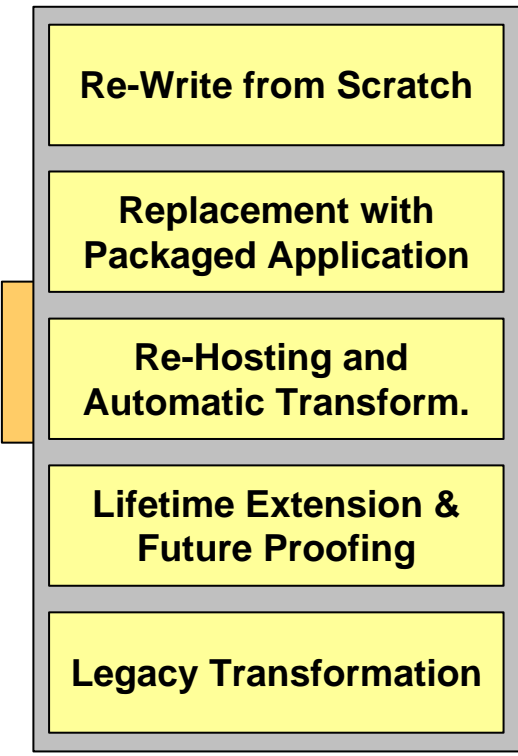 Re-Write from Scratch
Replacement with
Packaged Application
Re-Hosting and
Automatic Transform.
Lifetime Extension &
Future Proofing
Legacy Transformation